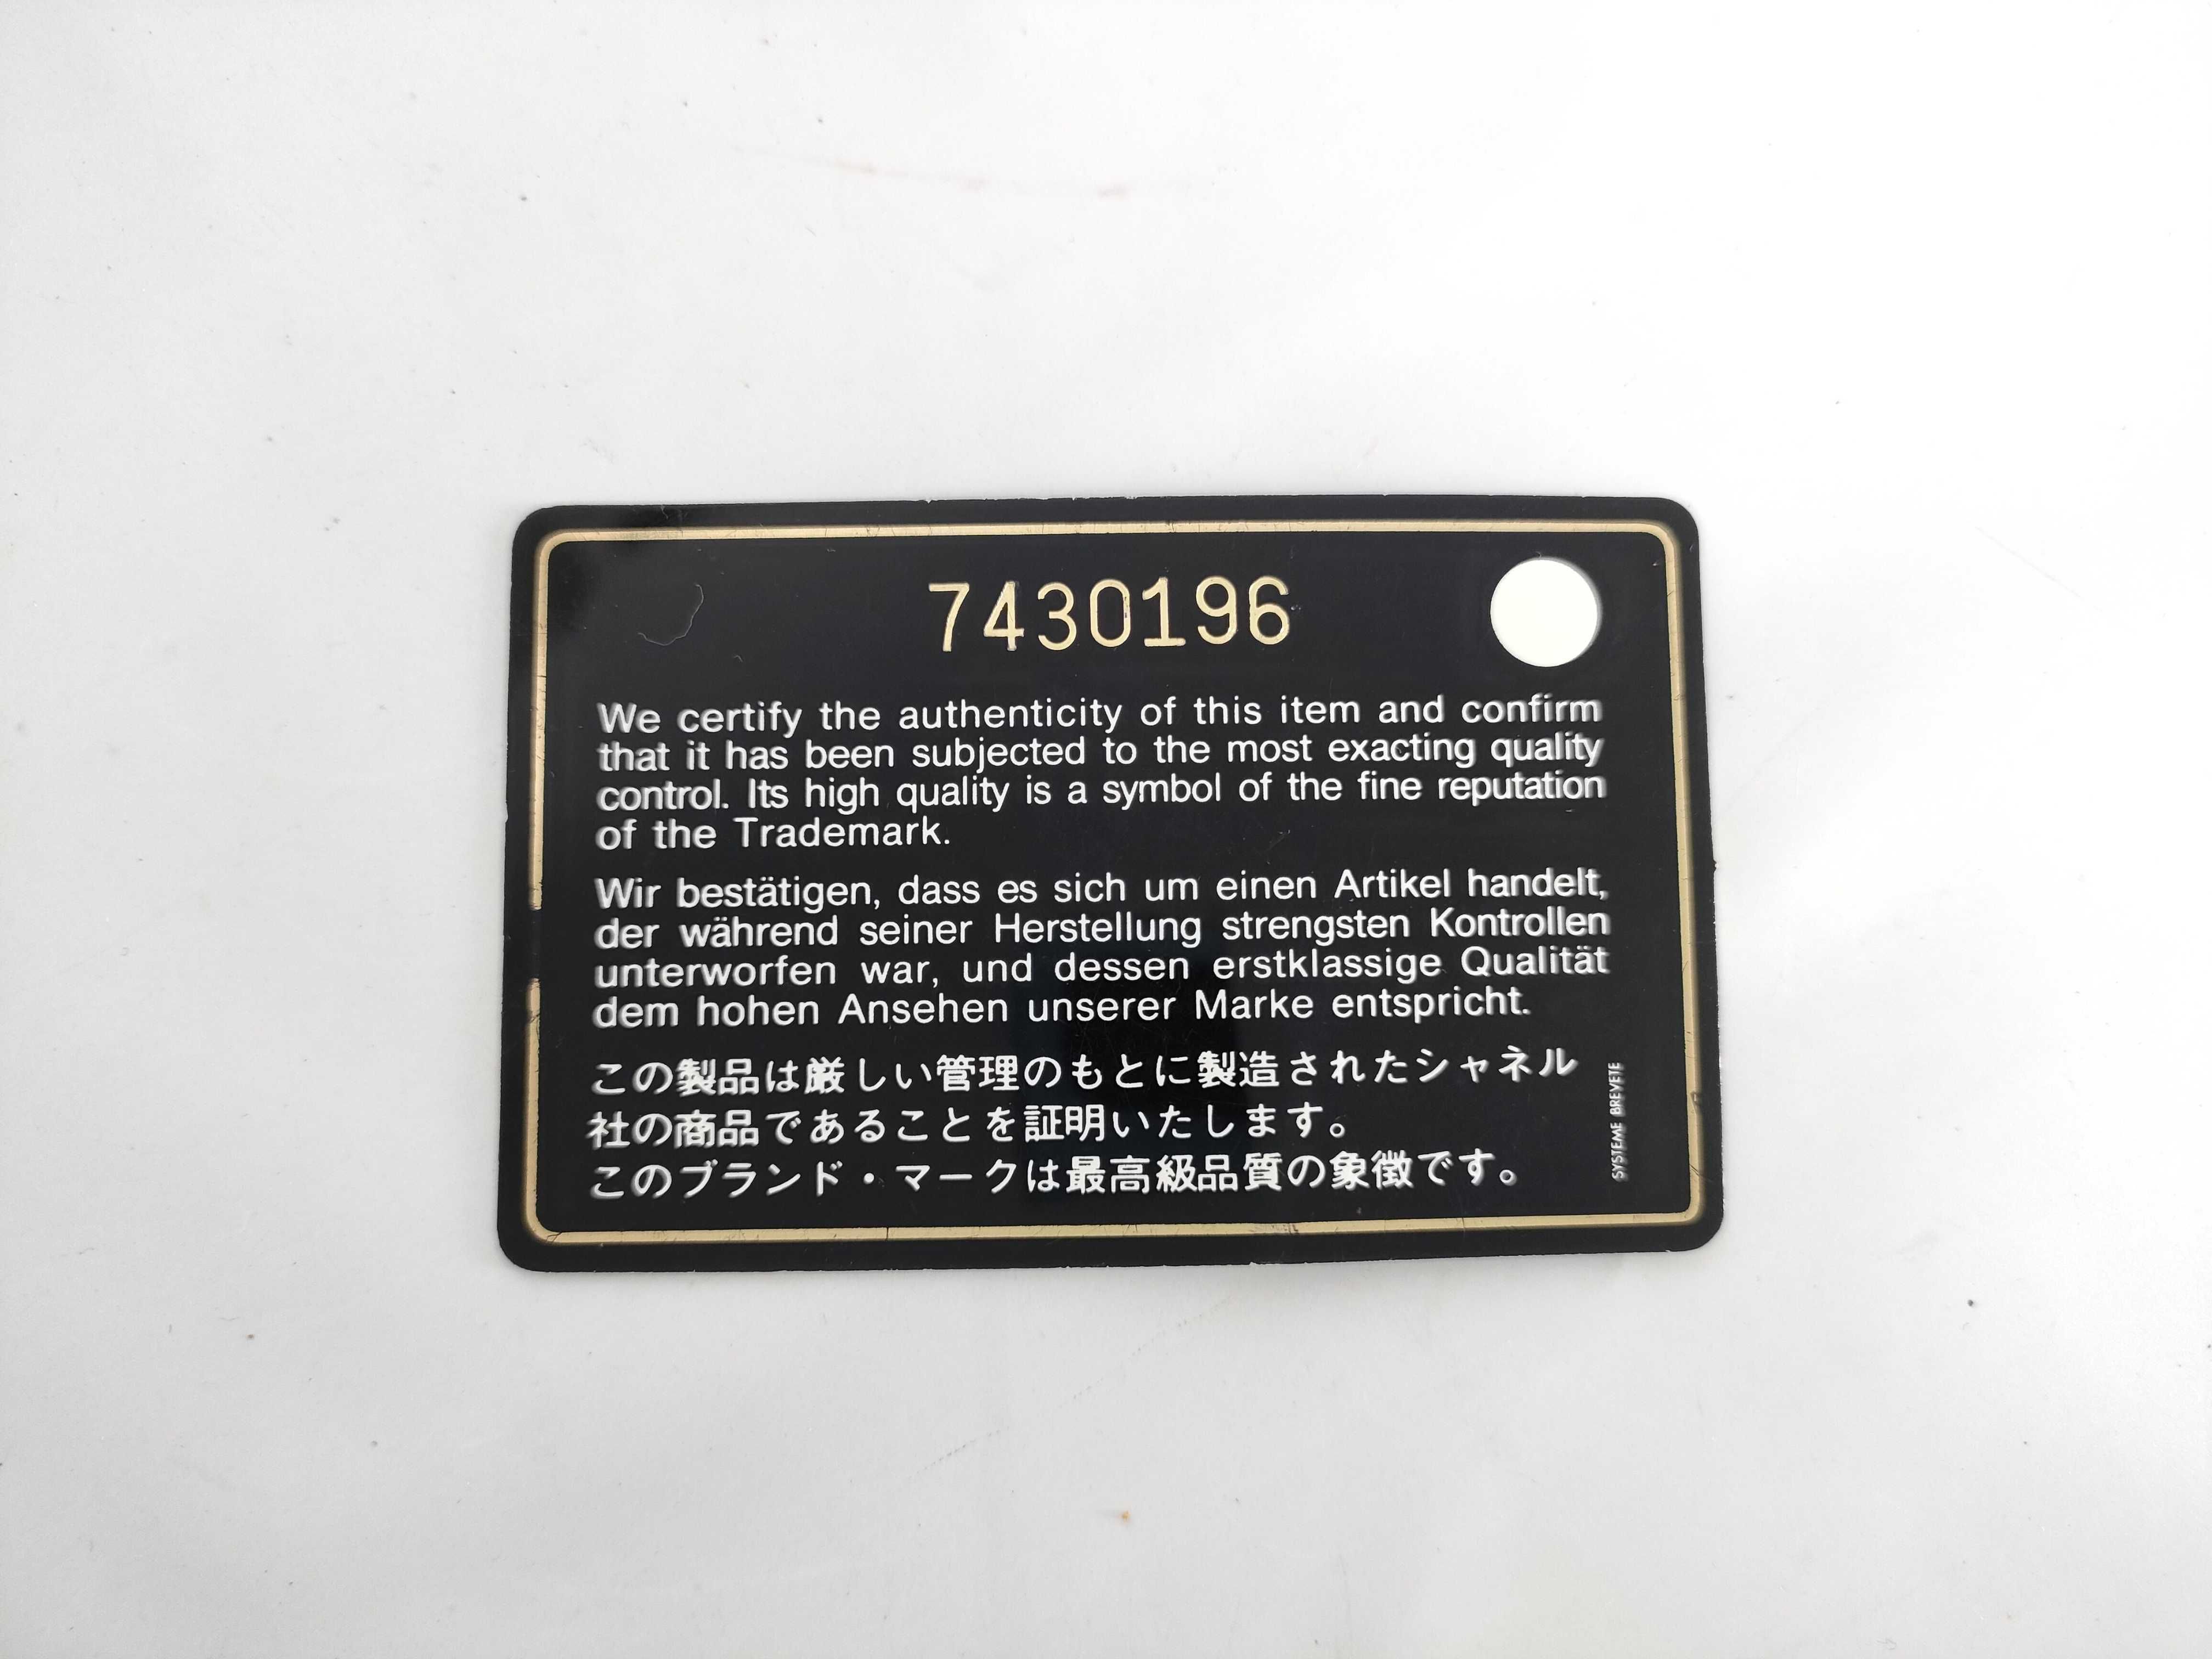 7430196
We certify the authenticity of this item and confirm
that it has been subjected to the most exacting quality
control. Its high quality is a symbol of the fine reputation
of the Trademark.
Wir bestätigen, dass es sich um einen Artikel handelt,
der während seiner Herstellung strengsten Kontrollen
unterworfen war, und dessen erstklassige Qualität
dem hohen Ansehen unserer Marke entspricht.
この製品は厳しい管理のもとに製造されたシャネル
社の商品であることを証明いたします。
このブランド・マークは最高級品質の象徴です。
SYSTEME BREVETE